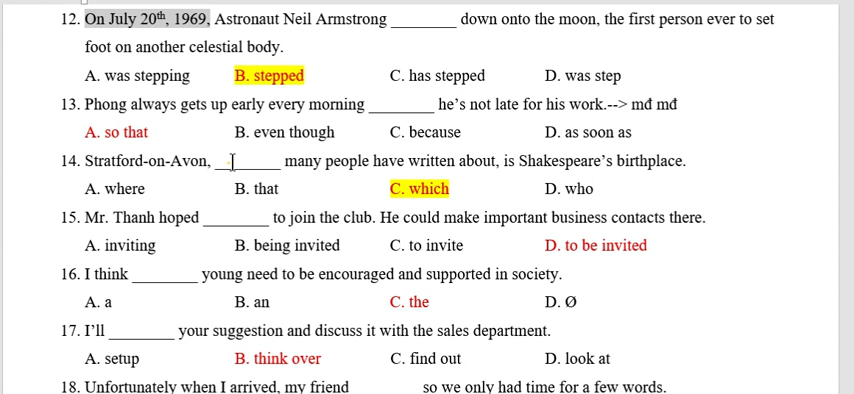 12. On July 20th, 1969, Astronaut Neil Armstrong ________ down onto the moon, the first person ever to set
foot on another celestial body.
A. was stepping B. stepped C. has stepped D. was step
13. Phong always gets up early every morning ________ he's not late for his work.--> mđ mđ
A. so that B. even though C. because D. as soon as
14. Stratford-on-Avon, ________ many people have written about, is Shakespeare's birthplace.
A. where B. that C. which D. who
15. Mr. Thanh hoped ________ to join the club. He could make important business contacts there.
A. inviting B. being invited C. to invite D. to be invited
16. I think ________ young need to be encouraged and supported in society.
A. a B. an C. the D. Ø
17. I'll ________ your suggestion and discuss it with the sales department.
A. setup B. think over C. find out D. look at
18. Unfortunately when I arrived, my friend ________ so we only had time for a few words.